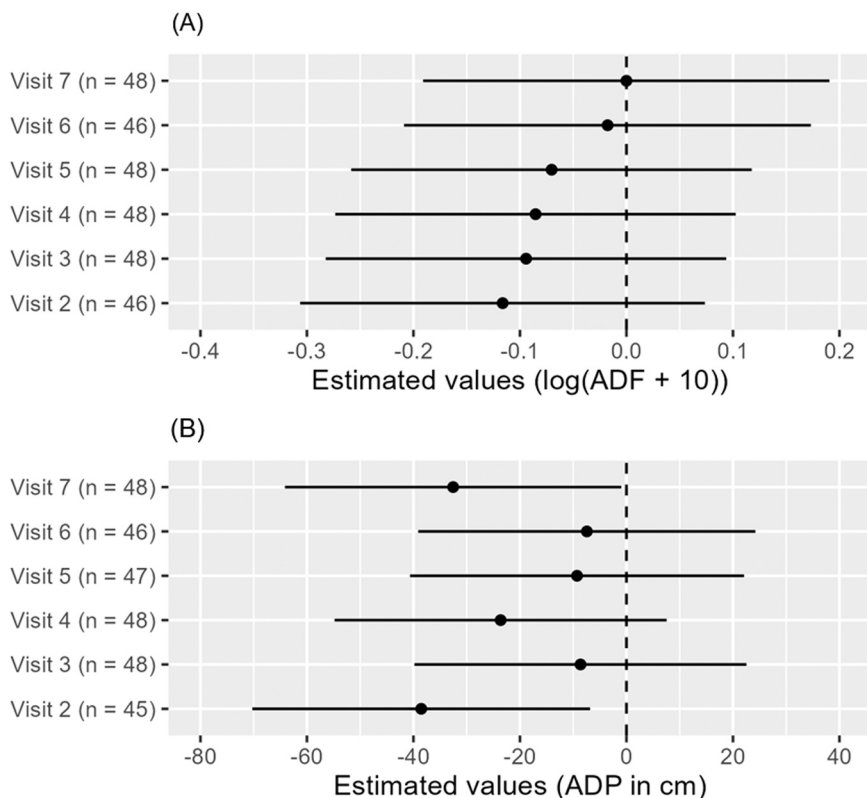 (A)
Visit 7 (n = 48)
Visit 6 (n = 46)
Visit 5 (n = 48)
Visit 4 (n = 48)
Visit 3 (n = 48)
Visit 2 (n = 46)
-0.4 -0.3 -0.2 -0.1 0.0 0.1 0.2
Estimated values (log(ADF + 10))
(B)
Visit 7 (n = 48)
Visit 6 (n = 46)
Visit 5 (n = 47)
Visit 4 (n = 48)
Visit 3 (n = 48)
Visit 2 (n = 45)
-80 -60 -40 -20 0 20 40
Estimated values (ADP in cm)